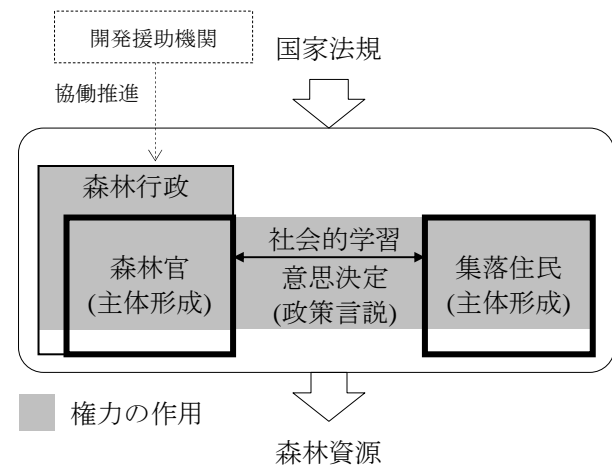 開発援助機関
国家法規
協働推進
森林行政
社会的学習
森林官
(主体形成)
意思決定
(政策言説)
集落住民
(主体形成)
権力の作用
森林資源